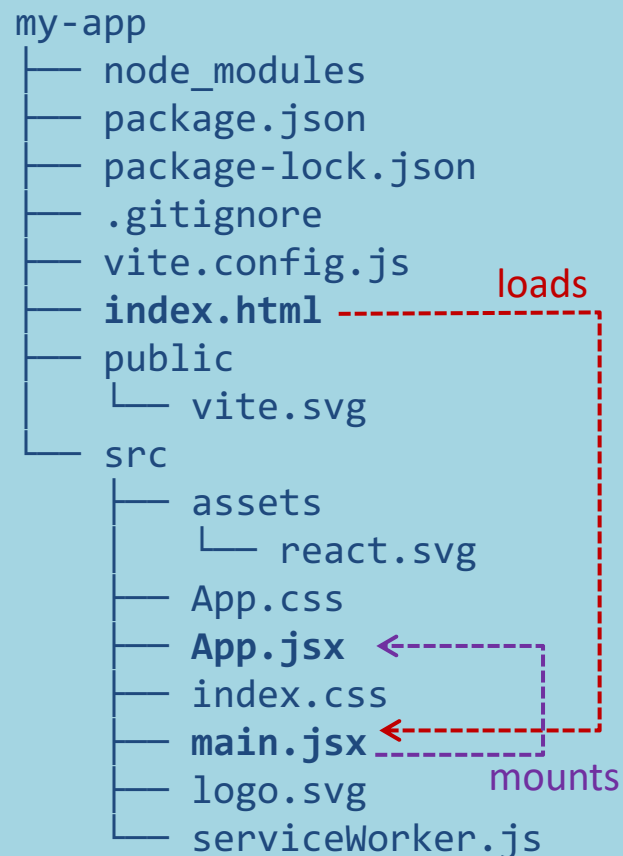 my-app
├── node_modules
├── package.json
├── package-lock.json
├── .gitignore
├── vite.config.js
loads
├── index.html
├── public
│   └── vite.svg
└── src
    ├── assets
    │   └── react.svg
    ├── App.css
    ├── App.jsx
    ├── index.css
    ├── main.jsx
mounts
    ├── logo.svg
    └── serviceWorker.js